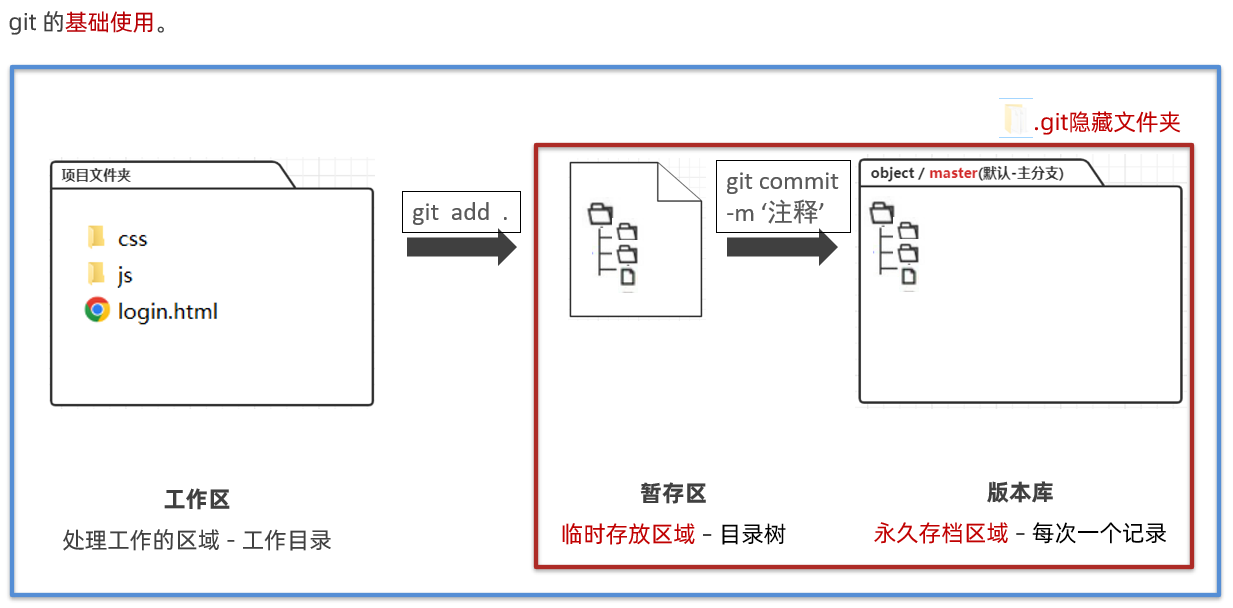 git 的基础使用。
.git隐藏文件夹
项目文件夹
css
js
login.html
git add .
git commit
-m ‘注释’
object / master(默认-主分支)
工作区
处理工作的区域 - 工作目录
暂存区
临时存放区域 - 目录树
版本库
永久存档区域 - 每次一个记录